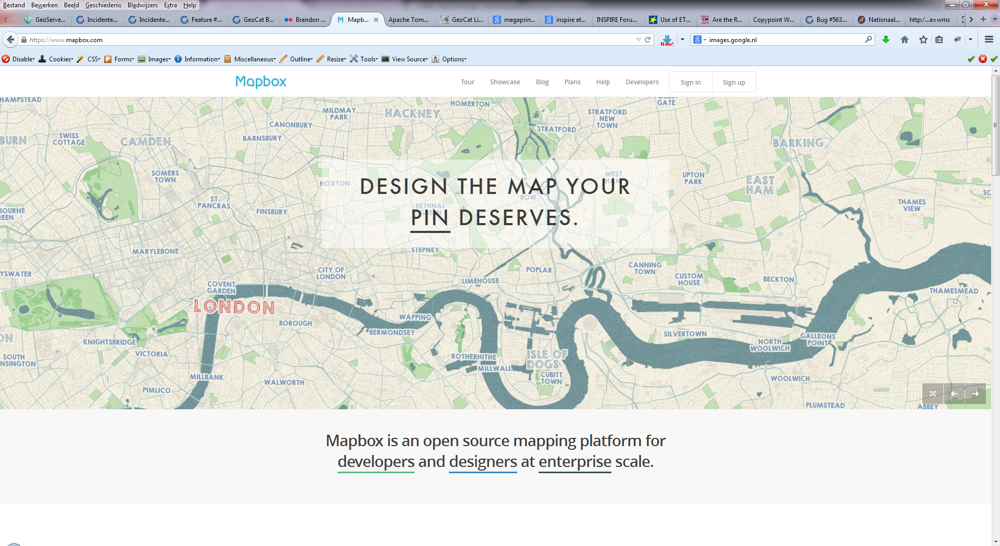 Bestand Bewerken Beeld Geschiedenis Bladwijzers Extra Help
GeoServe... Incidente... Incidente... Feature #... GeoCat B... Brandon ... Mapb... Apache Tom... GeoCat Li... megaprin... inspire et... INSPIRE Foru... Use of ET... Are the R... Copypoint W... Bug #563... Nationaal... http:/...e=wms
https://www.mapbox.com
New!
images.google.nl
Disable Cookies CSS Forms Images Information Miscellaneous Outline Resize Tools View Source Options
Mapbox
Tour Showcase Blog Plans Help Developers Sign in Sign up
HAMPSTEAD
HOMERTON
GATE
MILDMAY
PARK
HACKNEY
STRATFORD
NEW
TOWN
CANONBURY
STRATFORD
SWISS
COTTAGE
BURN
CAMDEN
BARNSBURY
BARKING
SOMERS
TOWN
HOXTON
WEST
HAM
UPTON
PARK
EAST
HAM
DESIGN THE MAP YOUR
PIN DESERVES.
BOW
BETHNAL
ST.
PANCRAS
FINSBURY
THAMES
VIEW
SC
BOURNE
REEN
MARYLEBONE
STEPNEY
YSWATER
CITY OF
LONDON
POPLAR
CANNING
TOWN
CUSTOM
HOUSE
BECKTON
COVENT
GARDEN
LIMEHOUSE
THAMESMEAD
LONDON
WAPPING
BOROUGH
BERMONDSEY
SILVERTOWN
GALLEONS
POINT
ON
KNIGHTSBRIDGE
NORTH
WOOLWICH
VICTORIA
SOUTH
NSINGTON
ROTHERHITHE
ISLE OF
DOGS
MILLWALL
MILLBANK
CUBITT
TOWN
WOOLWICH
WALWORTH
PIMLICO
PLUMSTEAD
ABBEY
Mapbox is an open source mapping platform for
developers and designers at enterprise scale.